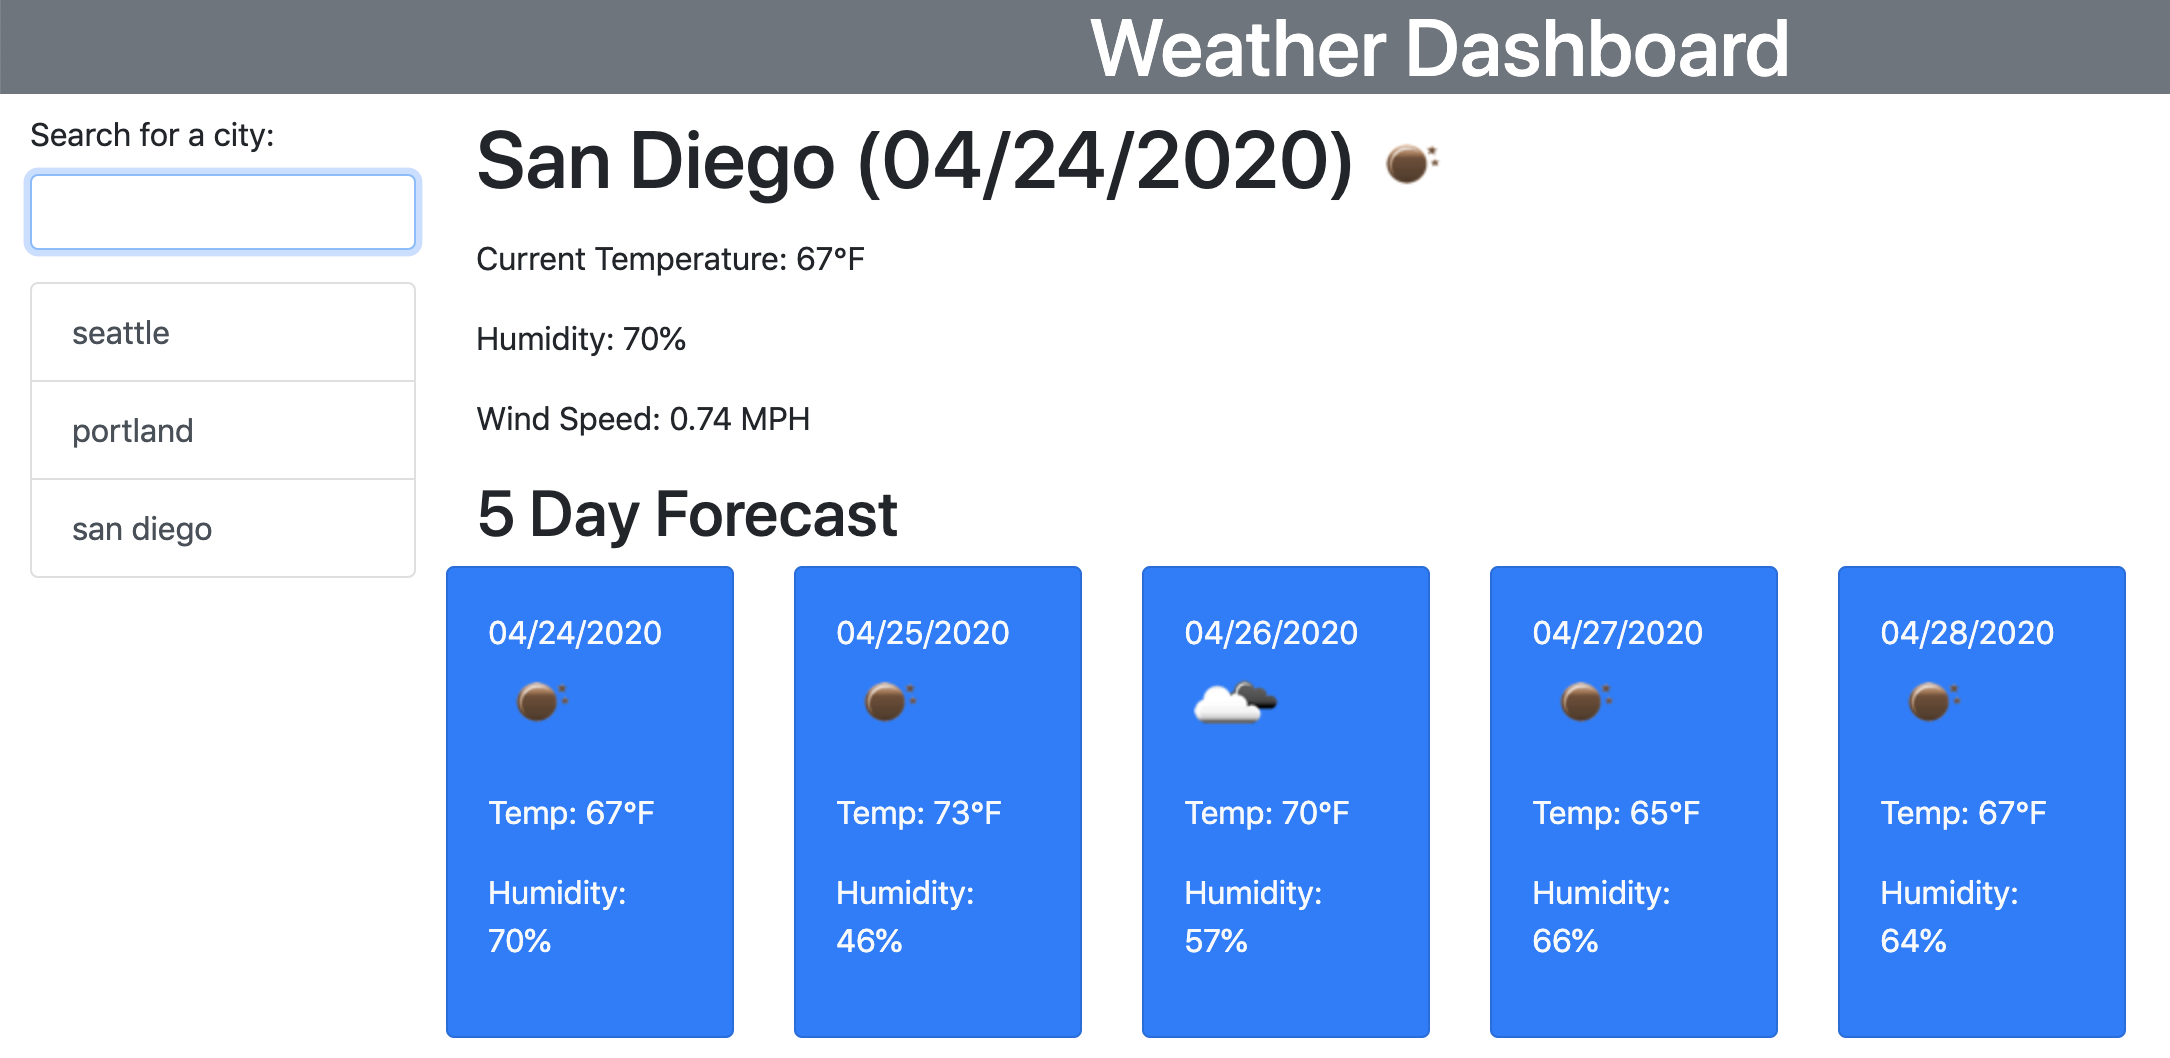 Weather Dashboard
Search for a city:
seattle
portland
san diego
San Diego (04/24/2020)
Current Temperature: 67°F
Humidity: 70%
Wind Speed: 0.74 MPH
5 Day Forecast
04/24/2020
Temp: 67°F
Humidity:
70%
04/25/2020
Temp: 73°F
Humidity:
46%
04/26/2020
Temp: 70°F
Humidity:
57%
04/27/2020
Temp: 65°F
Humidity:
66%
04/28/2020
Temp: 67°F
Humidity:
64%